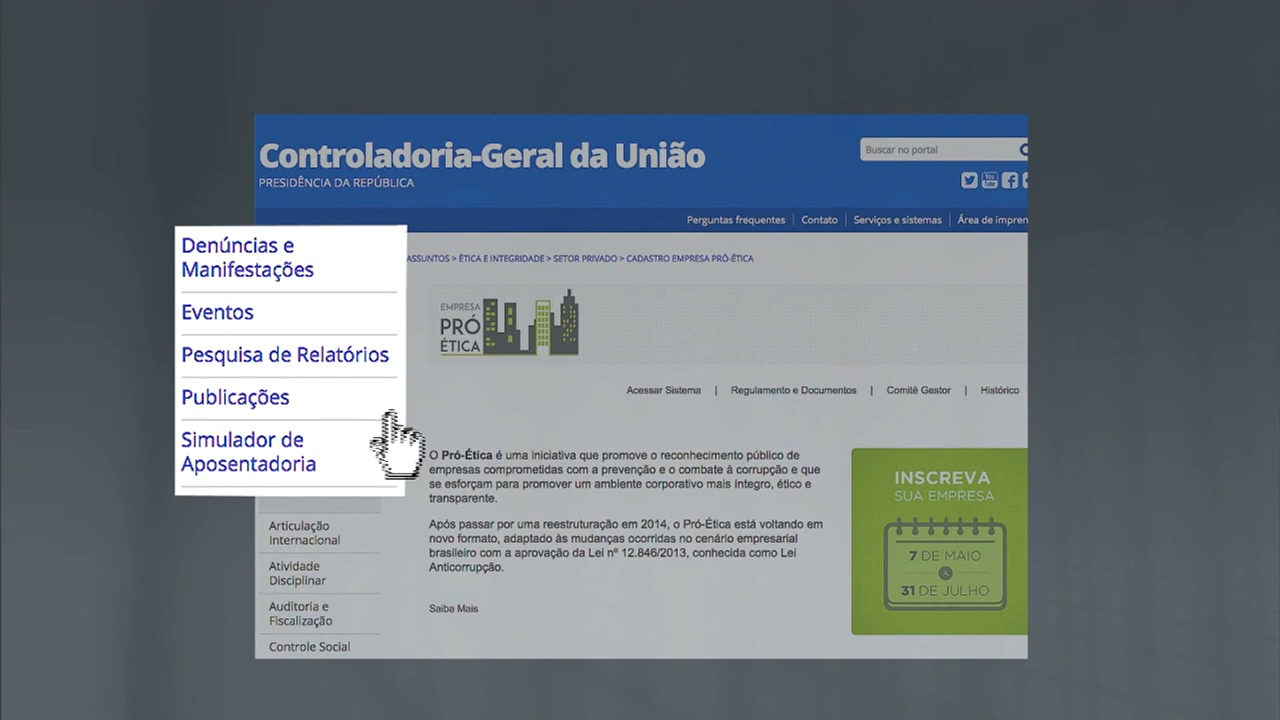 Controladoria-Geral da União
PRESIDÊNCIA DA REPÚBLICA
Buscar no portal
Perguntas frequentes
Contato
Serviços e sistemas
Área de impren
Denúncias e
Manifestações
Eventos
Pesquisa de Relatórios
Publicações
Simulador de
Aposentadoria
Articulação
Internacional
Atividade
Disciplinar
Auditoria e
Fiscalização
Controle Social
ASSUNTOS > ÉTICA E INTEGRIDADE > SETOR PRIVADO > CADASTRO EMPRESA PRÓ-ÉTICA
EMPRESA
PRÓ
ÉTICA
Acessar Sistema | Regulamento e Documentos | Comitê Gestor | Histórico
O Pró-Ética é uma iniciativa que promove o reconhecimento público de
empresas comprometidas com a prevenção e o combate à corrupção e que
se esforçam para promover um ambiente corporativo mais íntegro, ético e
transparente.
Após passar por uma reestruturação em 2014, o Pró-Ética está voltando em
novo formato, adaptado às mudanças ocorridas no cenário empresarial
brasileiro com a aprovação da Lei nº 12.846/2013, conhecida como Lei
Anticorrupção.
Saiba Mais
INSCREVA
SUA EMPRESA
7 DE MAIO
A
31 DE JULHO